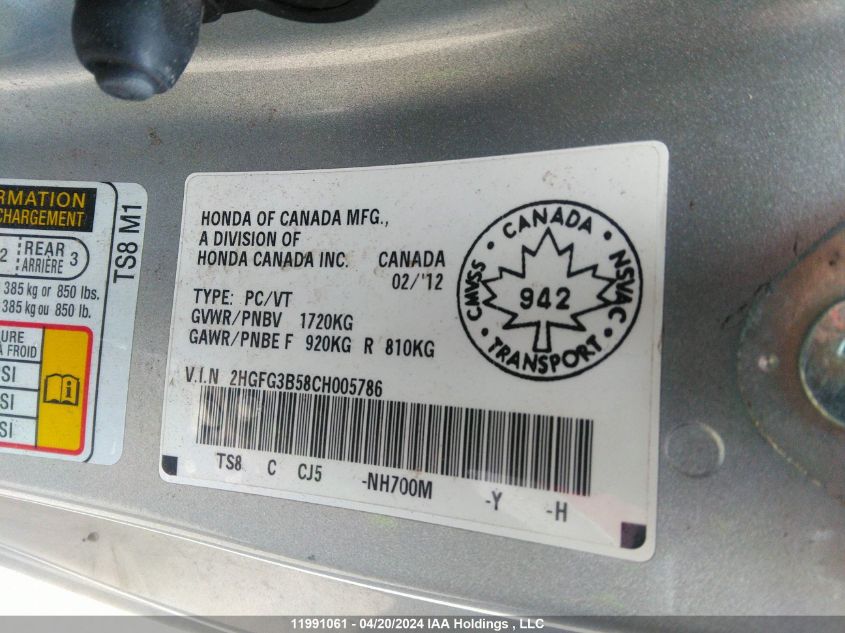 RMATION
CHARGEMENT
2 REAR 3
ARRIÈRE
385 kg or 850 lbs.
385 kg ou 850 lb.
URE
À FROID
SI
SI
SI
TS8 M1
HONDA OF CANADA MFG.,
A DIVISION OF
HONDA CANADA INC. CANADA
02/'12
TYPE: PC/VT
GVWR/PNBV 1720KG
GAWR/PNBE F 920KG R 810KG
V.I.N 2HGFG3B58CH005786
TS8 C CJ5 -NH700M -Y -H
CANADA
CMVSS
942
NSVAC
TRANSPORT
11991061 - 04/20/2024 IAA Holdings , LLC